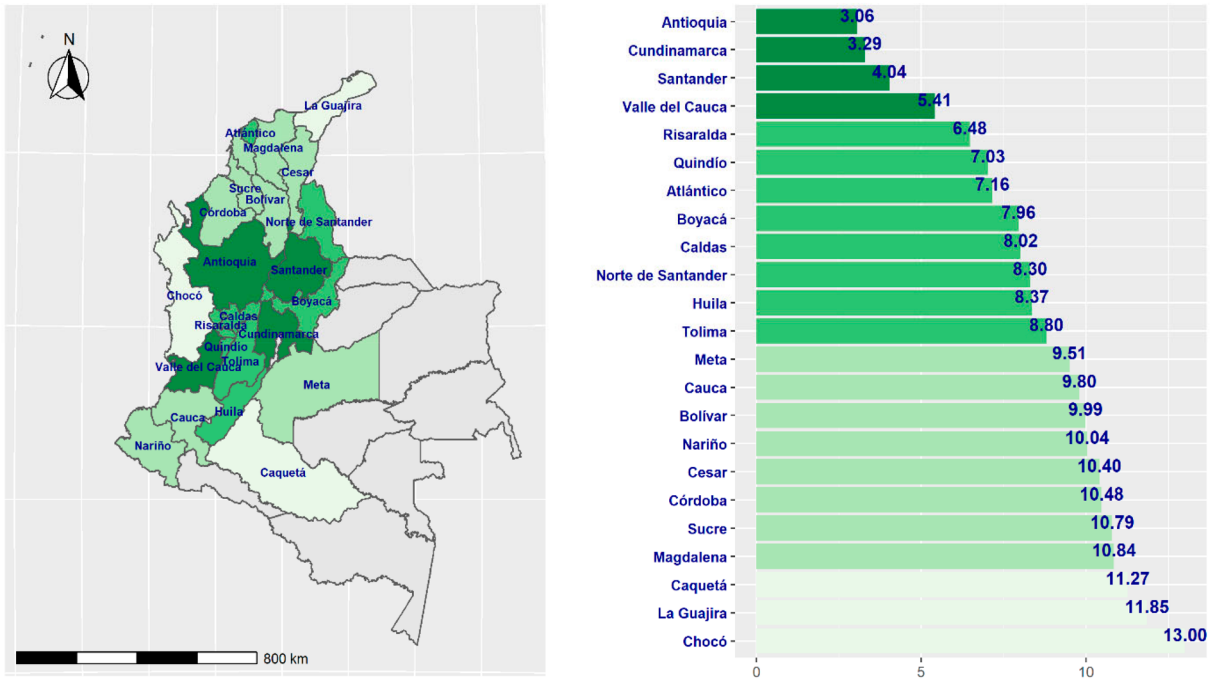 N
La Guajira
Atlántico
Magdalena
Cesar
Sucre
Bolívar
Córdoba
Norte de Santander
Antioquia
Santander
Chocó
Boyacá
Caldas
Risaralda
Cundinamarca
Quindío
Tolima
Valle del Cauca
Meta
Huila
Cauca
Nariño
Caquetá
800 km
Antioquia 3.06
Cundinamarca 3.29
Santander 4.04
Valle del Cauca 5.41
Risaralda 6.48
Quindío 7.03
Atlántico 7.16
Boyacá 7.96
Caldas 8.02
Norte de Santander 8.30
Huila 8.37
Tolima 8.80
Meta 9.51
Cauca 9.80
Bolívar 9.99
Nariño 10.04
Cesar 10.40
Córdoba 10.48
Sucre 10.79
Magdalena 10.84
Caquetá 11.27
La Guajira 11.85
Chocó 13.00
0 5 10